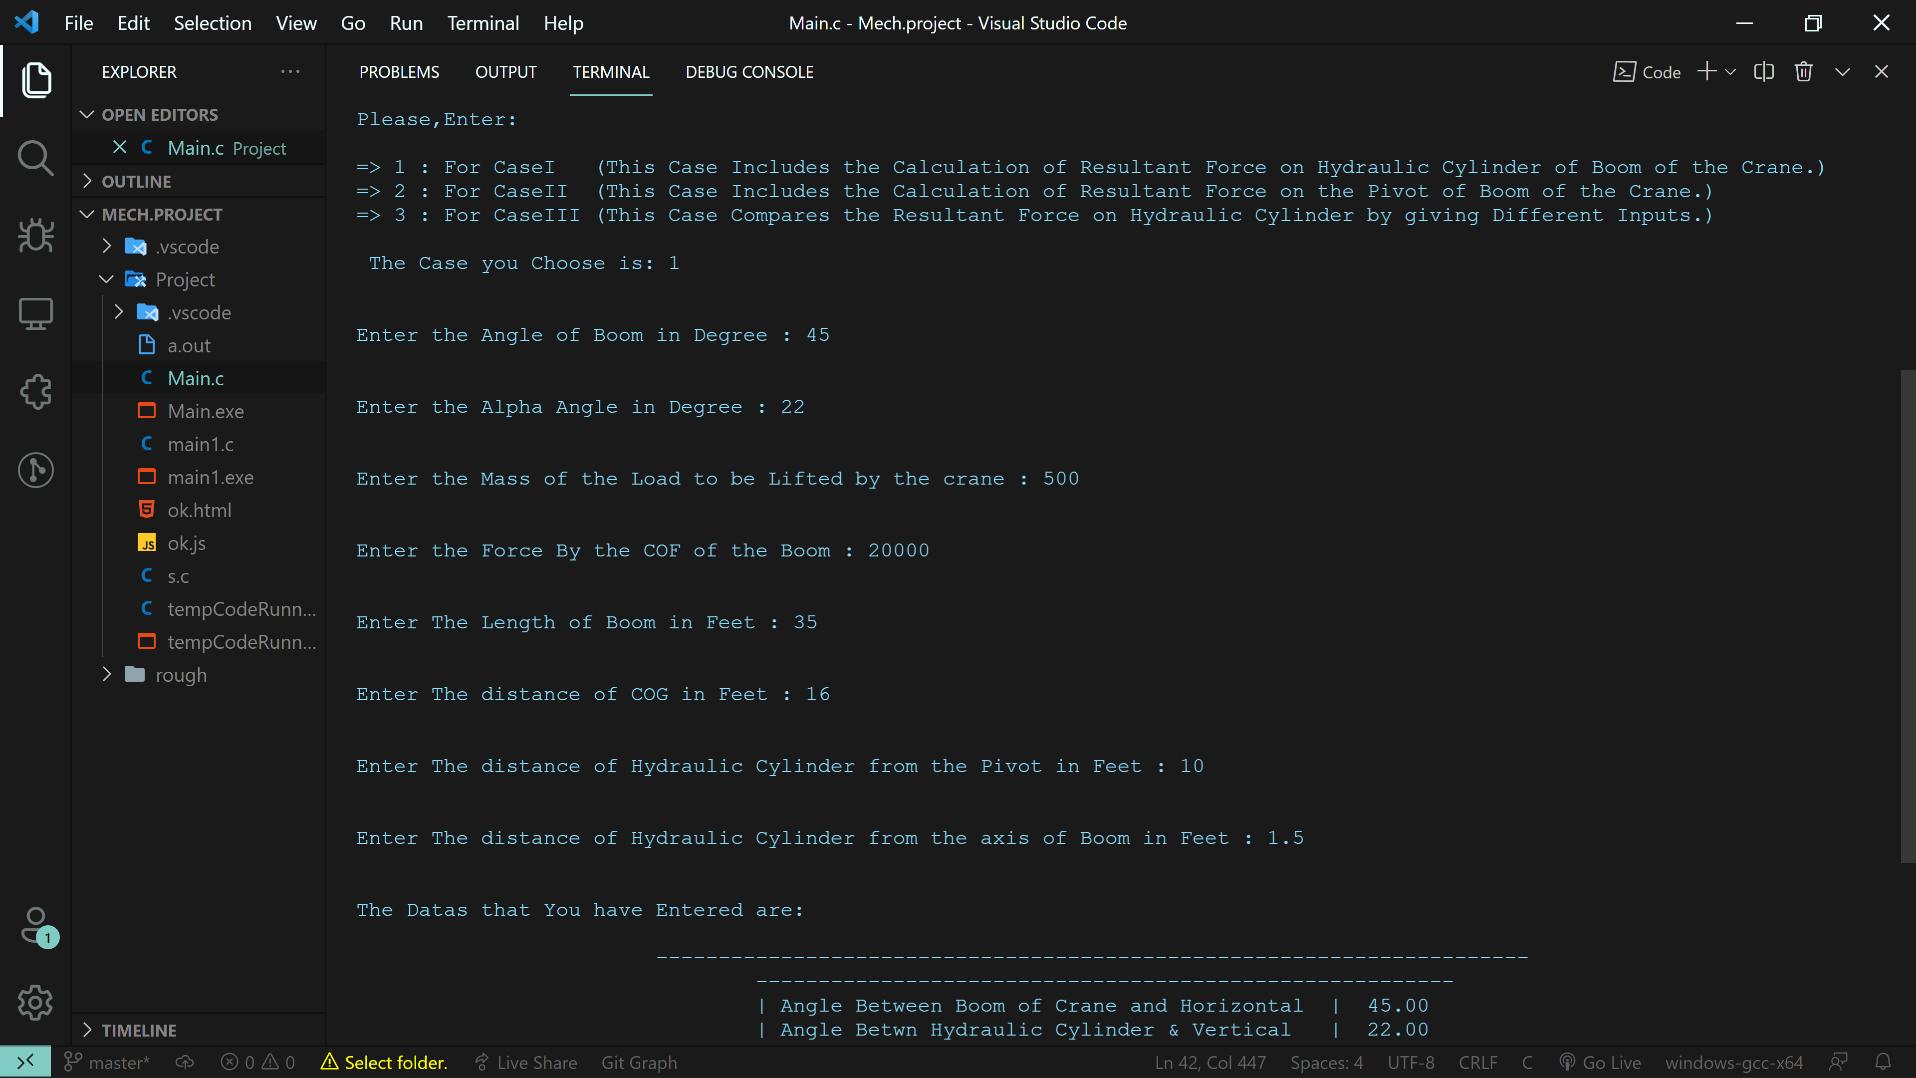 File Edit Selection View Go Run Terminal Help
Main.c - Mech.project - Visual Studio Code
EXPLORER
OPEN EDITORS
Main.c Project
OUTLINE
MECH.PROJECT
.vscode
Project
.vscode
a.out
Main.c
Main.exe
main1.c
main1.exe
ok.html
JS ok.js
s.c
tempCodeRunn...
tempCodeRunn...
rough
1
TIMELINE
PROBLEMS OUTPUT TERMINAL DEBUG CONSOLE
Code
Please,Enter:
=> 1 : For CaseI (This Case Includes the Calculation of Resultant Force on Hydraulic Cylinder of Boom of the Crane.)
=> 2 : For CaseII (This Case Includes the Calculation of Resultant Force on the Pivot of Boom of the Crane.)
=> 3 : For CaseIII (This Case Compares the Resultant Force on Hydraulic Cylinder by giving Different Inputs.)
The Case you Choose is: 1
Enter the Angle of Boom in Degree : 45
Enter the Alpha Angle in Degree : 22
Enter the Mass of the Load to be Lifted by the crane : 500
Enter the Force By the COF of the Boom : 20000
Enter The Length of Boom in Feet : 35
Enter The distance of COG in Feet : 16
Enter The distance of Hydraulic Cylinder from the Pivot in Feet : 10
Enter The distance of Hydraulic Cylinder from the axis of Boom in Feet : 1.5
The Datas that You have Entered are:
----------------------------------------------------------------------
--------------------------------------------------------
| Angle Between Boom of Crane and Horizontal | 45.00
| Angle Betwn Hydraulic Cylinder & Vertical | 22.00
master* 0 0 Select folder. Live Share Git Graph Ln 42, Col 447 Spaces: 4 UTF-8 CRLF C Go Live windows-gcc-x64